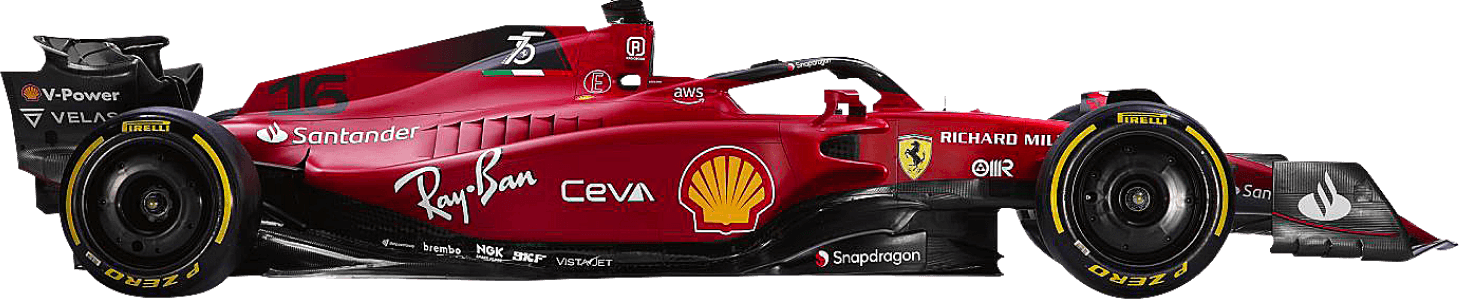 75
R
E
Snapdragon
aws
V-Power
VELAS
PIRELLI
16
Santander
Ray-Ban
CEVA
RICHARD MIL
PIRELLI
San
brembo
NGK
SKF
VISTAJET
Snapdragon
P ZERO
P ZERO